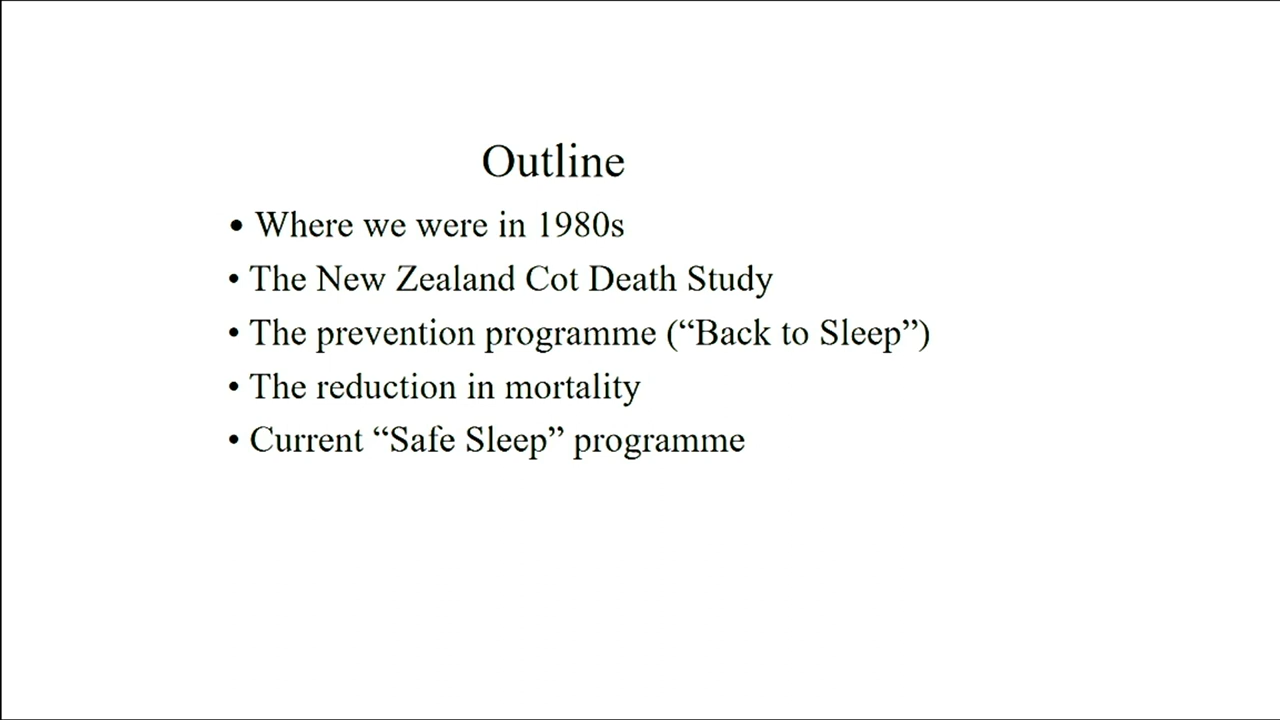 Outline
• Where we were in 1980s
• The New Zealand Cot Death Study
• The prevention programme (“Back to Sleep”)
• The reduction in mortality
• Current “Safe Sleep” programme